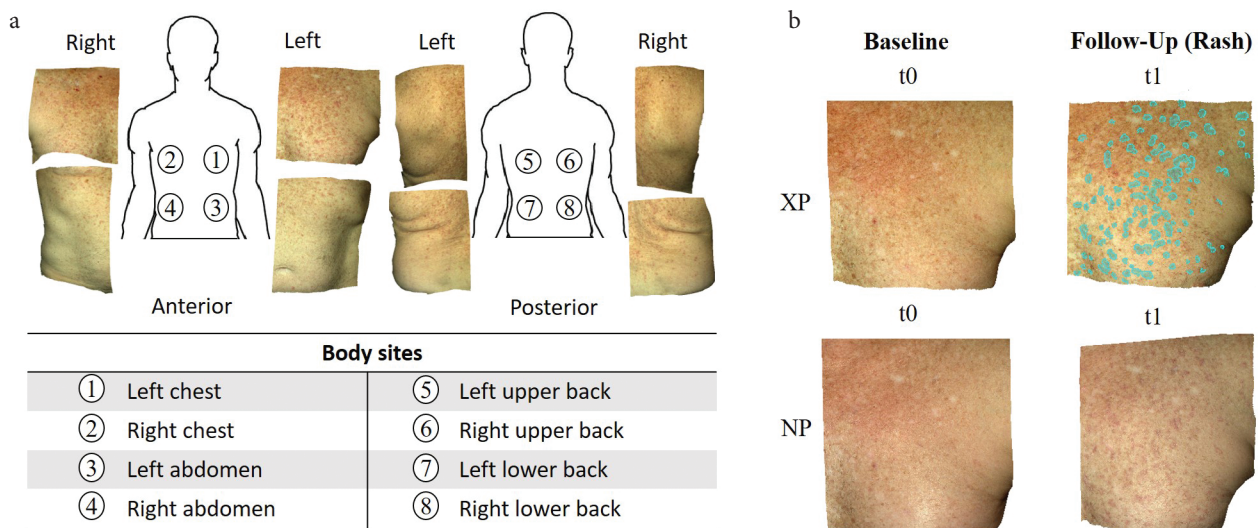 a
Right
Left
Left
Right
2
1
4
3
5
6
7
8
Anterior
Posterior
Body sites
1 Left chest
5 Left upper back
2 Right chest
6 Right upper back
3 Left abdomen
7 Left lower back
4 Right abdomen
8 Right lower back
b
Baseline
Follow-Up (Rash)
t0
t1
XP
t0
t1
NP